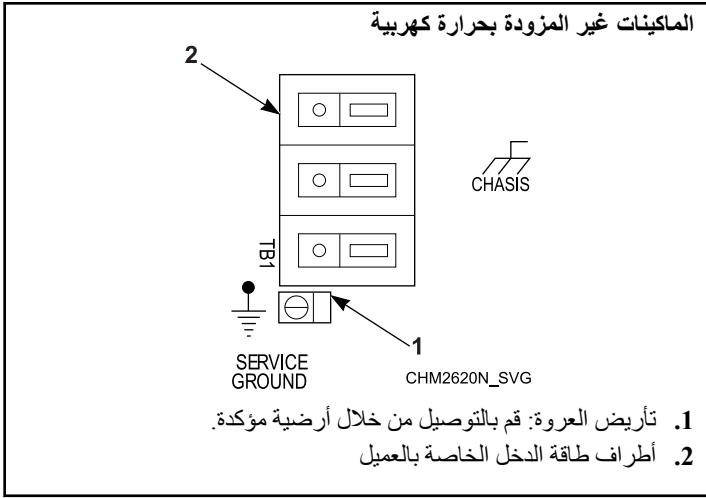 الماكينات غير المزودة بحرارة كهربية
2
CHASIS
TB1
1
SERVICE
GROUND
CHM2620N_SVG
1. تأريض العروة: قم بالتوصيل من خلال أرضية مؤكدة.
2. أطراف طاقة الدخل الخاصة بالعميل